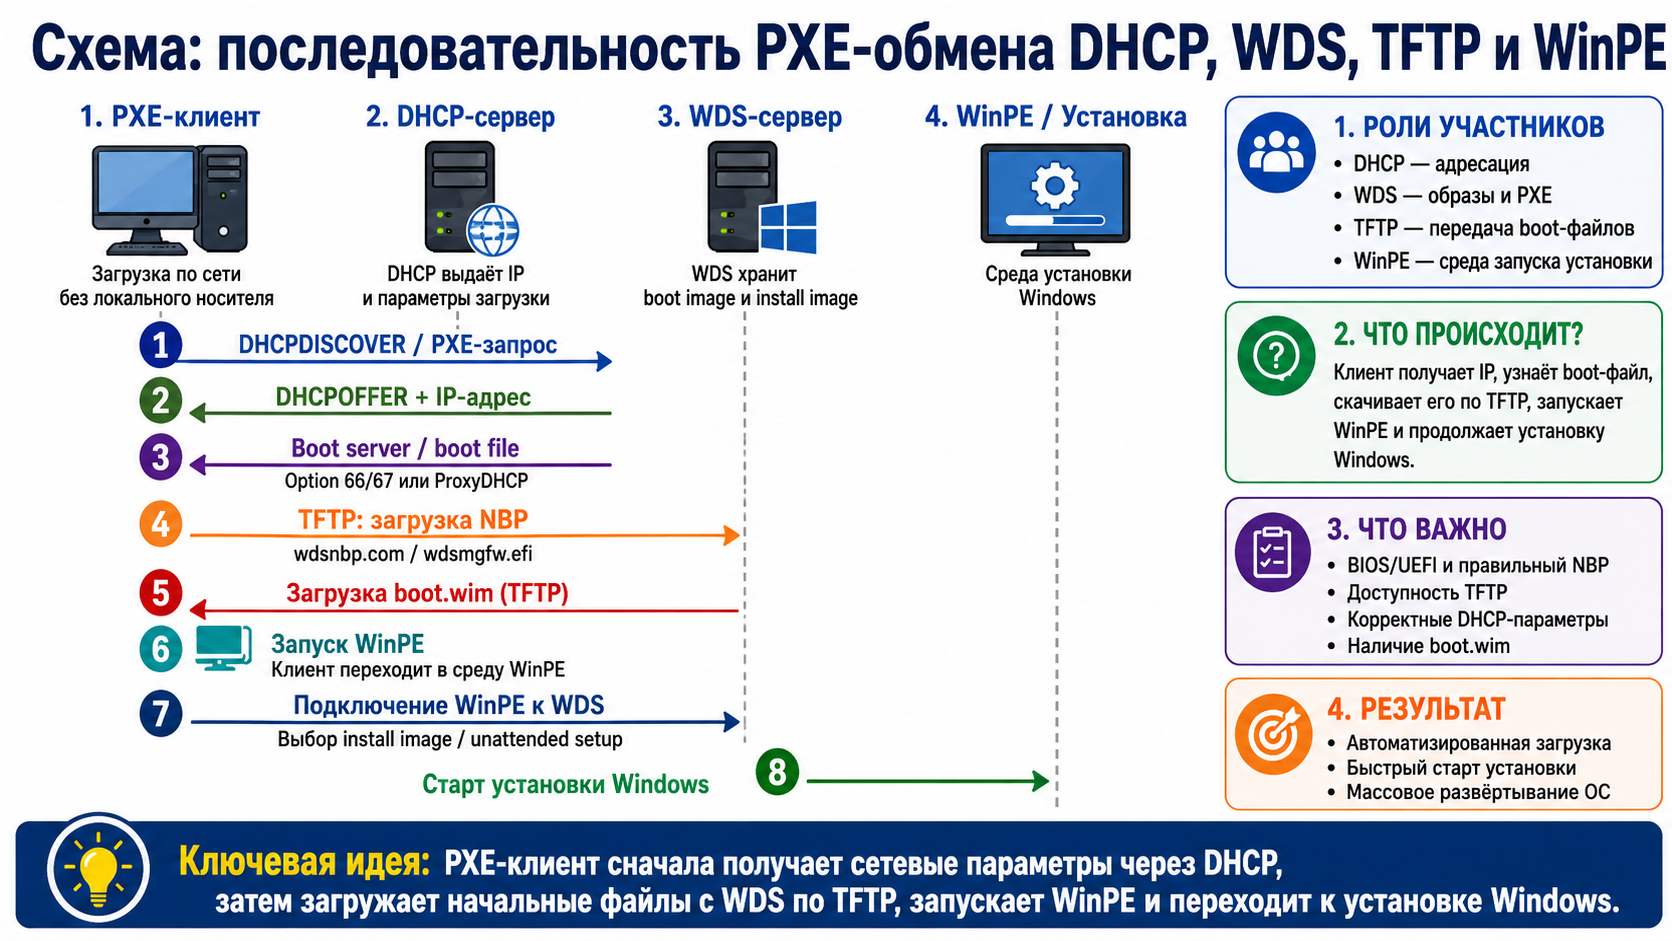 Схема: последовательность PXE-обмена DHCP, WDS, TFTP и WinPE
1. PXE-клиент
Загрузка по сети
без локального носителя
2. DHCP-сервер
DHCP выдаёт IP
и параметры загрузки
3. WDS-сервер
WDS хранит
boot image и install image
4. WinPE / Установка
Среда установки
Windows
1
DHCPDISCOVER / PXE-запрос
2
DHCPOFFER + IP-адрес
3
Boot server / boot file
Option 66/67 или ProxyDHCP
4
TFTP: загрузка NBP
wdsnbp.com / wdsmgfw.efi
5
Загрузка boot.wim (TFTP)
6
Запуск WinPE
Клиент переходит в среду WinPE
7
Подключение WinPE к WDS
Выбор install image / unattended setup
8
Старт установки Windows
1. РОЛИ УЧАСТНИКОВ
• DHCP — адресация
• WDS — образы и PXE
• TFTP — передача boot-файлов
• WinPE — среда запуска установки
2. ЧТО ПРОИСХОДИТ?
Клиент получает IP, узнаёт boot-файл,
скачивает его по TFTP, запускает
WinPE и продолжает установку
Windows.
3. ЧТО ВАЖНО
• BIOS/UEFI и правильный NBP
• Доступность TFTP
• Корректные DHCP-параметры
• Наличие boot.wim
4. РЕЗУЛЬТАТ
• Автоматизированная загрузка
• Быстрый старт установки
• Массовое развёртывание ОС
Ключевая идея: PXE-клиент сначала получает сетевые параметры через DHCP,
затем загружает начальные файлы с WDS по TFTP, запускает WinPE и переходит к установке Windows.